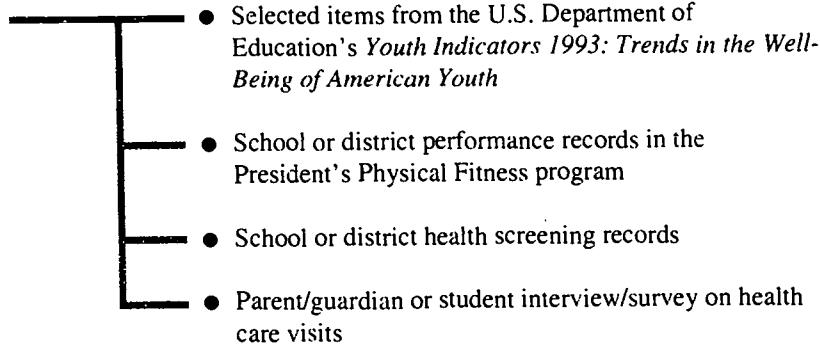 ● Selected items from the U.S. Department of
Education's Youth Indicators 1993: Trends in the Well-
Being of American Youth
● School or district performance records in the
President's Physical Fitness program
● School or district health screening records
● Parent/guardian or student interview/survey on health
care visits